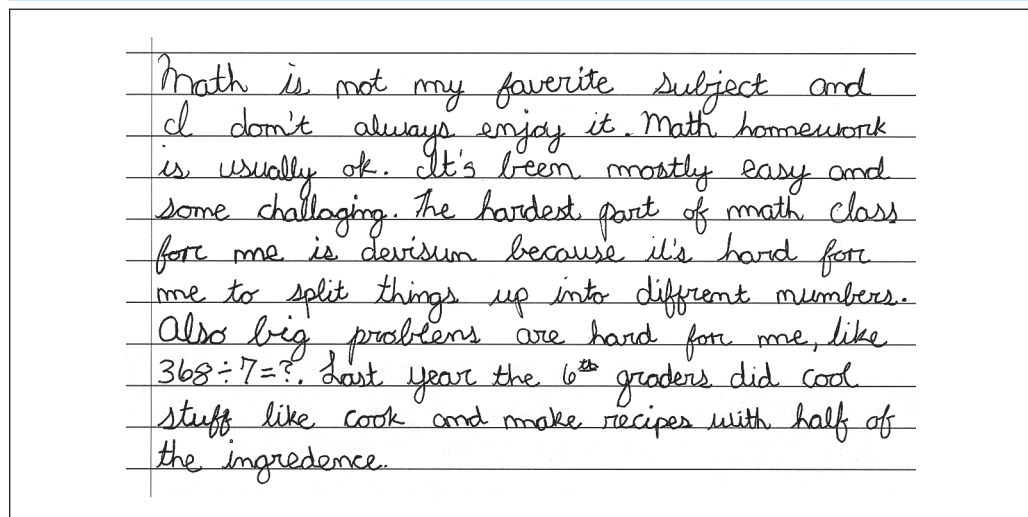 Math is not my faverite subject and
I don't always enjoy it. Math homework
is usually ok. It's been mostly easy and
some challaging. The hardest part of math class
for me is devisun because it's hard for
me to split things up into diffrent numbers.
Also big problems are hard for me, like
368÷7=?. Last year the 6th graders did cool
stuff like cook and make recipes with half of
the ingredence.